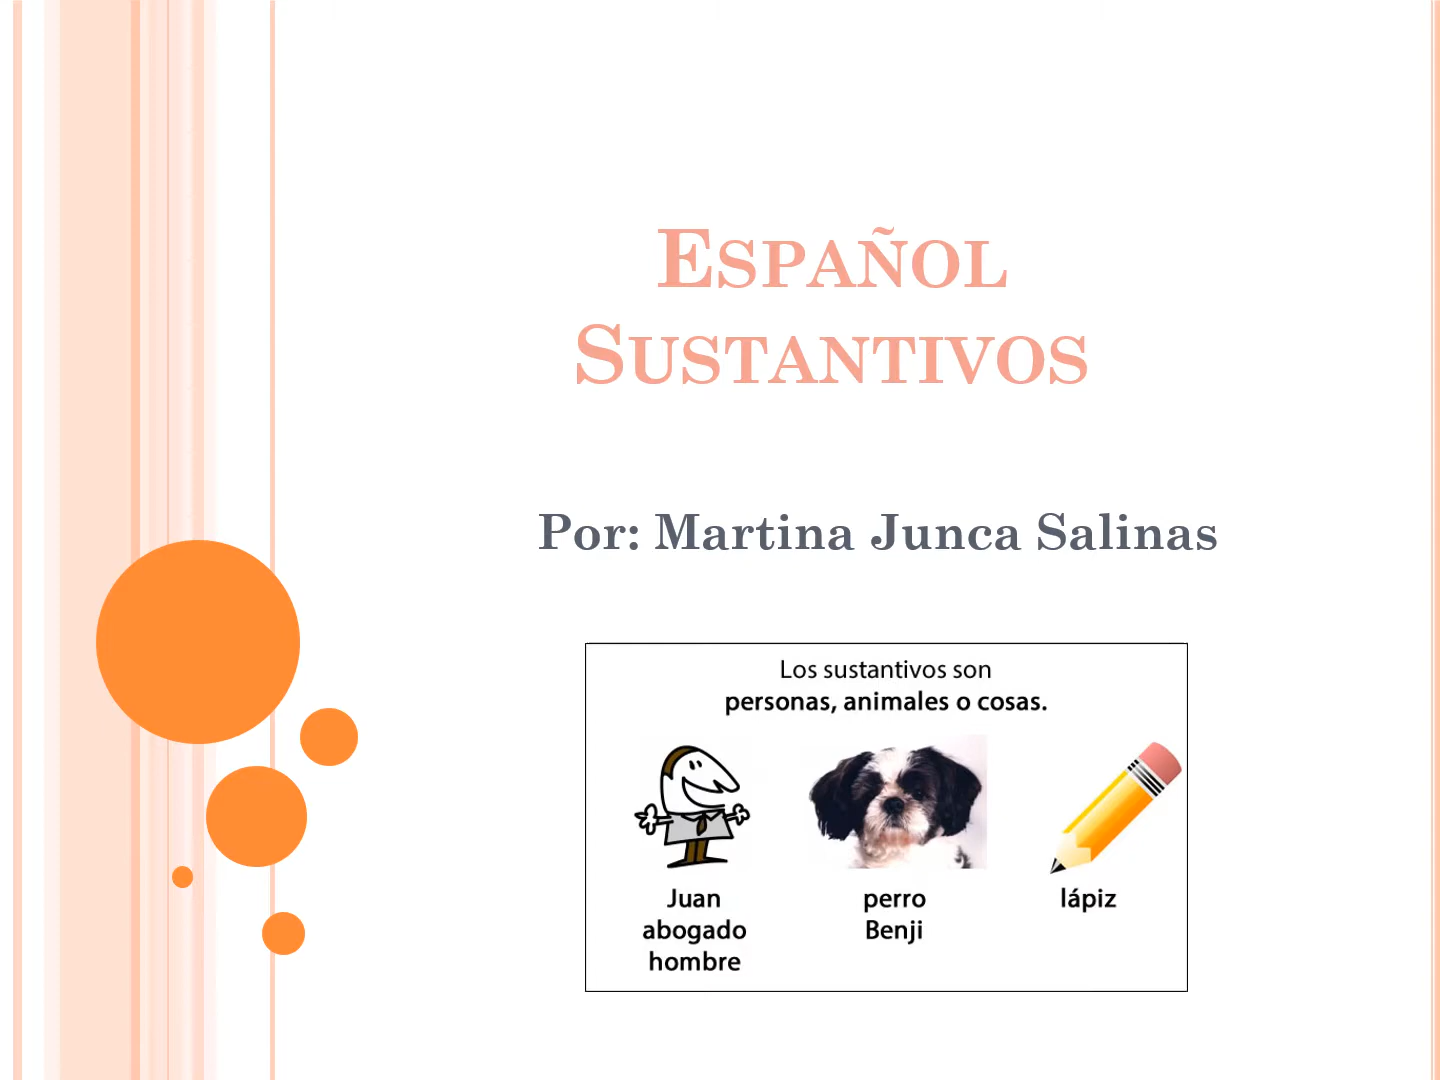 Español
Sustantivos
Por: Martina Junca Salinas
Los sustantivos son
personas, animales o cosas.
Juan
abogado
hombre
perro
Benji
lápiz